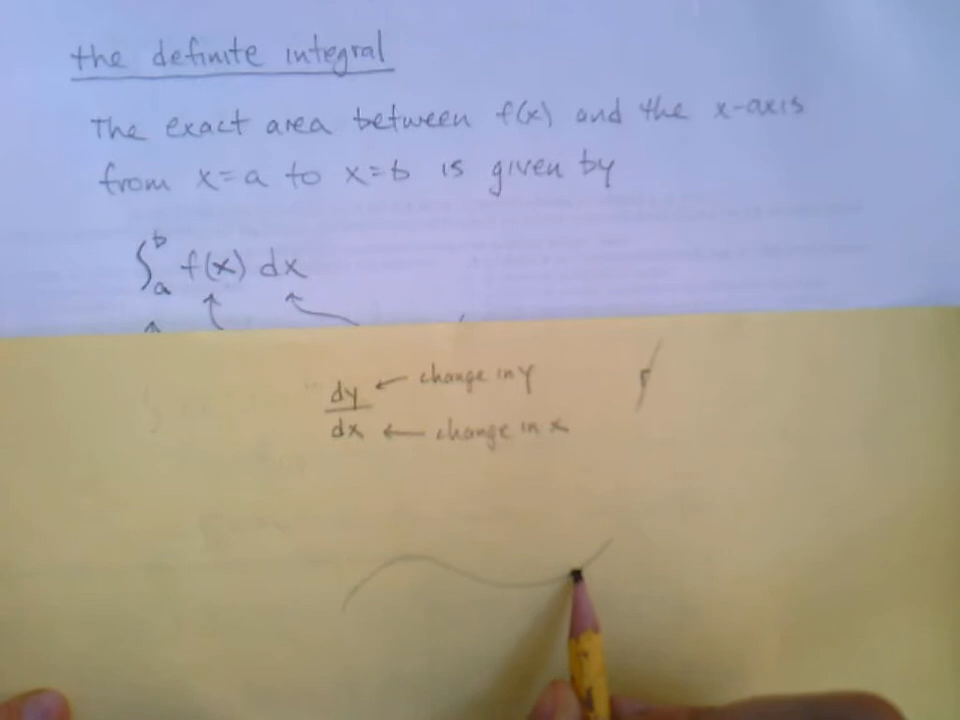 the definite integral
The exact area between f(x) and the x-axis
from x=a to x=b is given by
∫ₐᵇ f(x) dx
dy ← change in y
dx ← change in x